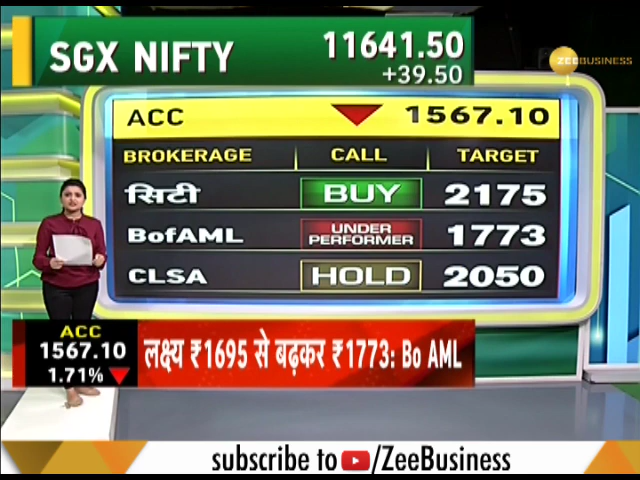 SGX NIFTY
11641.50
+39.50
ZEEBUSINESS
ACC 1567.10
BROKERAGE CALL TARGET
सिटी BUY 2175
BofAML UNDER PERFORMER 1773
CLSA HOLD 2050
ACC
1567.10
1.71%
लक्ष्य ₹1695 से बढ़कर ₹1773: Bo AML
subscribe to /ZeeBusiness